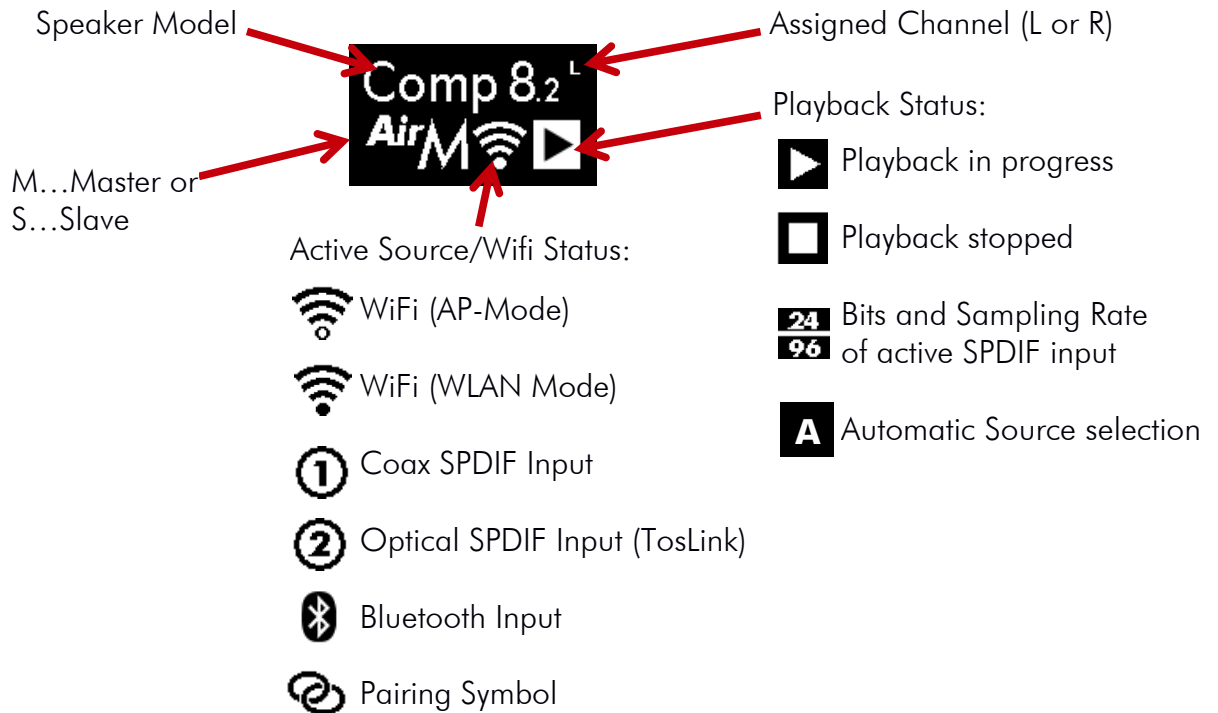 Speaker Model
Assigned Channel (L or R)
Comp 8.2 L
Air M
Playback Status:
Playback in progress
M...Master or
S...Slave
Playback stopped
Active Source/Wifi Status:
WiFi (AP-Mode)
24 Bits and Sampling Rate
96 of active SPDIF input
WiFi (WLAN Mode)
A Automatic Source selection
1 Coax SPDIF Input
2 Optical SPDIF Input (TosLink)
Bluetooth Input
Pairing Symbol